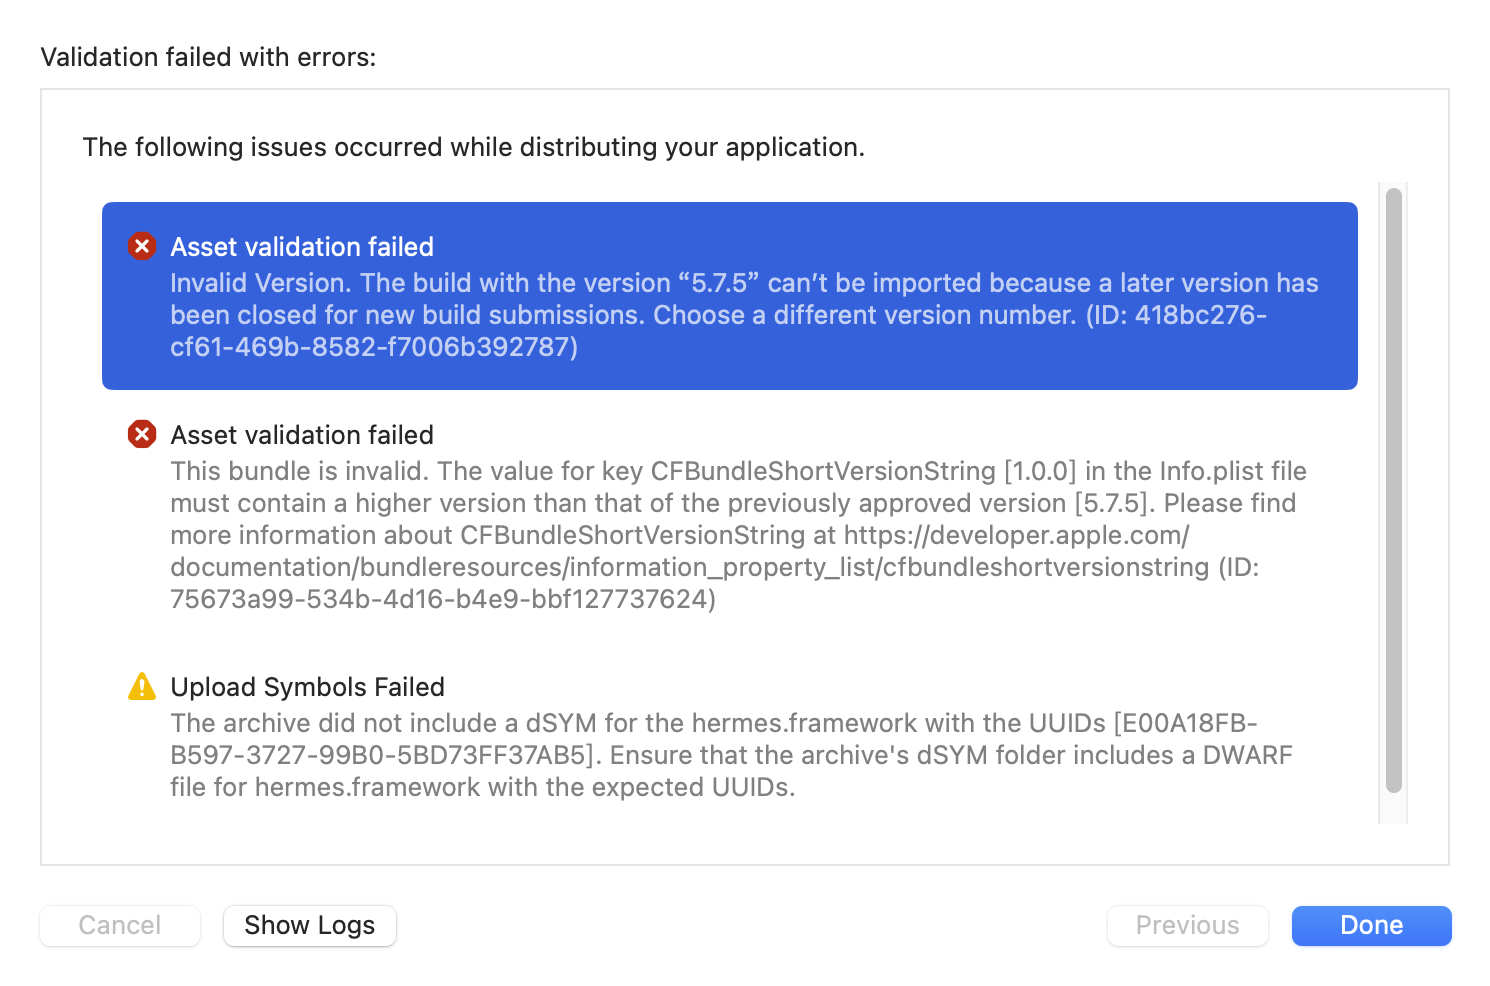 Validation failed with errors:
The following issues occurred while distributing your application.
Asset validation failed
Invalid Version. The build with the version “5.7.5” can’t be imported because a later version has
been closed for new build submissions. Choose a different version number. (ID: 418bc276-
cf61-469b-8582-f7006b392787)
Asset validation failed
This bundle is invalid. The value for key CFBundleShortVersionString [1.0.0] in the Info.plist file
must contain a higher version than that of the previously approved version [5.7.5]. Please find
more information about CFBundleShortVersionString at https://developer.apple.com/
documentation/bundleresources/information_property_list/cfbundleshortversionstring (ID:
75673a99-534b-4d16-b4e9-bbf127737624)
Upload Symbols Failed
The archive did not include a dSYM for the hermes.framework with the UUIDs [E00A18FB-
B597-3727-99B0-5BD73FF37AB5]. Ensure that the archive's dSYM folder includes a DWARF
file for hermes.framework with the expected UUIDs.
Cancel
Show Logs
Previous
Done